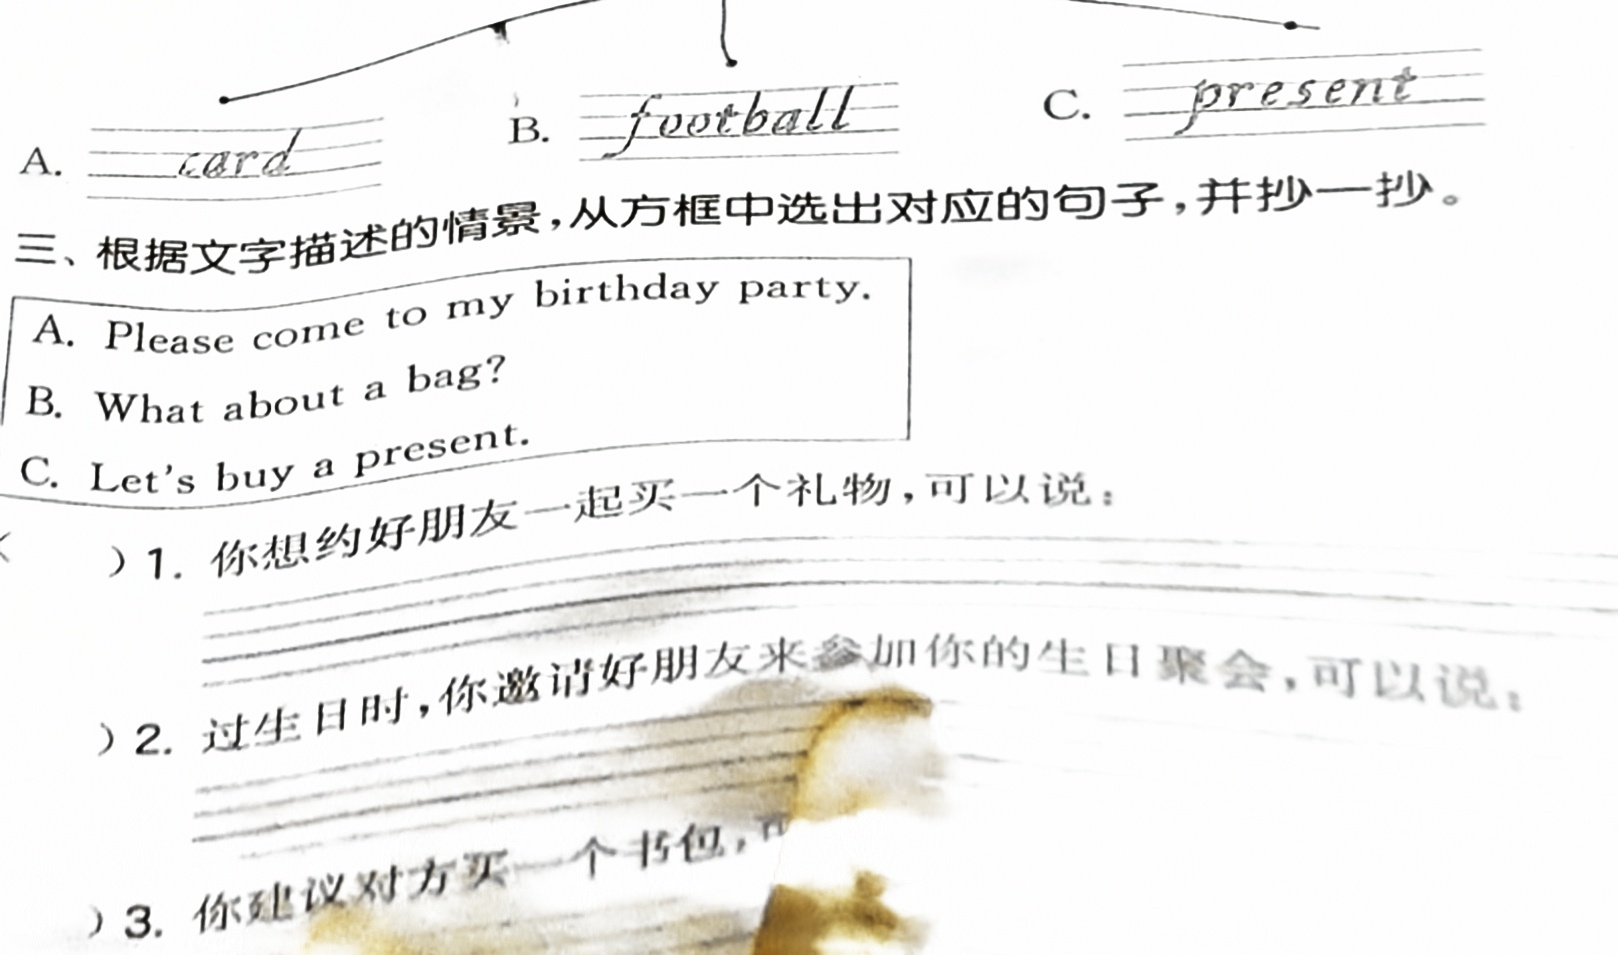 A. card B. football C. present
三、根据文字描述的情景,从方框中选出对应的句子,并抄一抄。
A. Please come to my birthday party.
B. What about a bag?
C. Let's buy a present.
( )1. 你想约好朋友一起买一个礼物,可以说:
)2. 过生日时,你邀请好朋友来参加你的生日聚会,可以说:
)3. 你建议对方买一个书包,